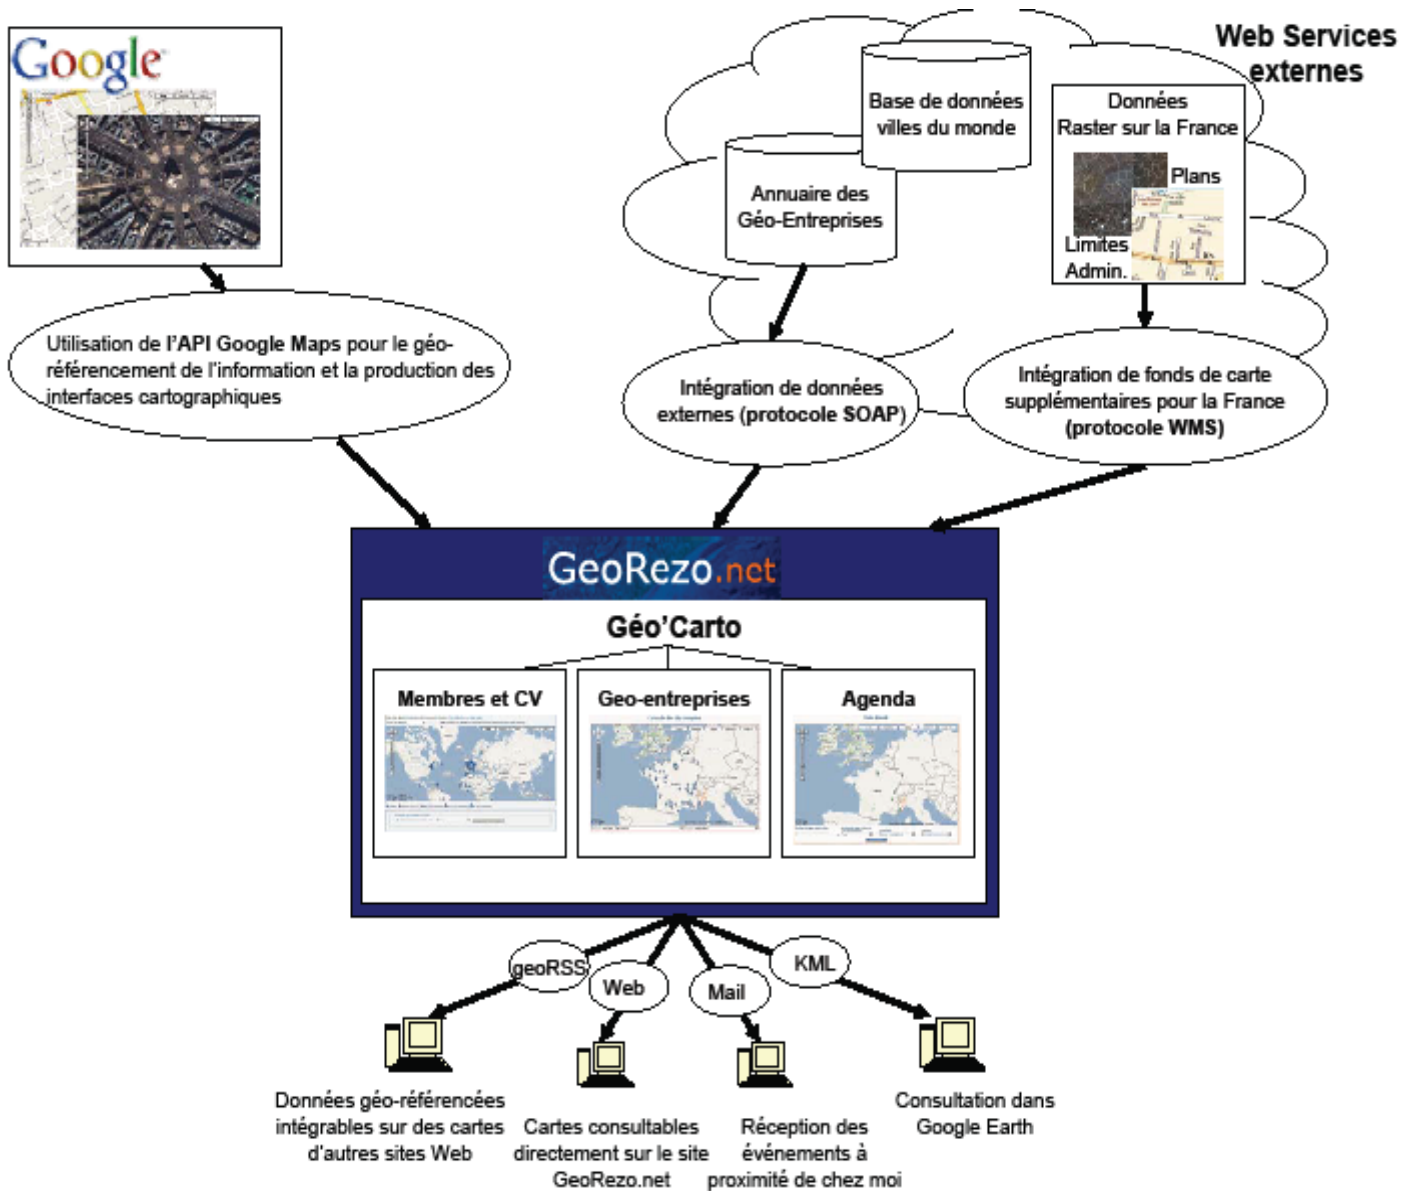 Google
Web Services
externes
Base de données
villes du monde
Données
Raster sur la France
Plans
Limites
Admin.
Annuaire des
Géo-Entreprises
Utilisation de l'API Google Maps pour le géo-
référencement de l'information et la production des
interfaces cartographiques
Intégration de données
externes (protocole SOAP)
Intégration de fonds de carte
supplémentaires pour la France
(protocole WMS)
GeoRezo.net
Géo'Carto
Membres et CV
Geo-entreprises
Agenda
geoRSS
Web
Mail
KML
Données géo-référencées
intégrables sur des cartes
d'autres sites Web
Cartes consultables
directement sur le site
GeoRezo.net
Réception des
événements à
proximité de chez moi
Consultation dans
Google Earth